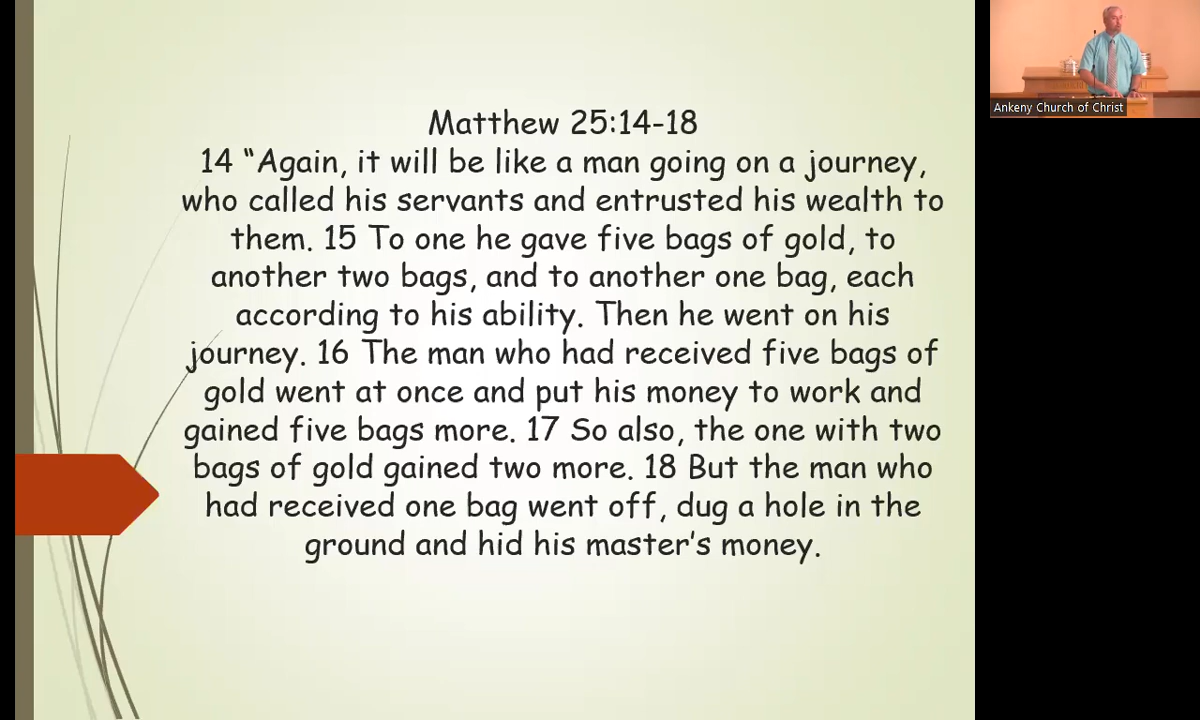 Matthew 25:14-18
14 “Again, it will be like a man going on a journey,
who called his servants and entrusted his wealth to
them. 15 To one he gave five bags of gold, to
another two bags, and to another one bag, each
according to his ability. Then he went on his
journey. 16 The man who had received five bags of
gold went at once and put his money to work and
gained five bags more. 17 So also, the one with two
bags of gold gained two more. 18 But the man who
had received one bag went off, dug a hole in the
ground and hid his master’s money.
Ankeny Church of Christ